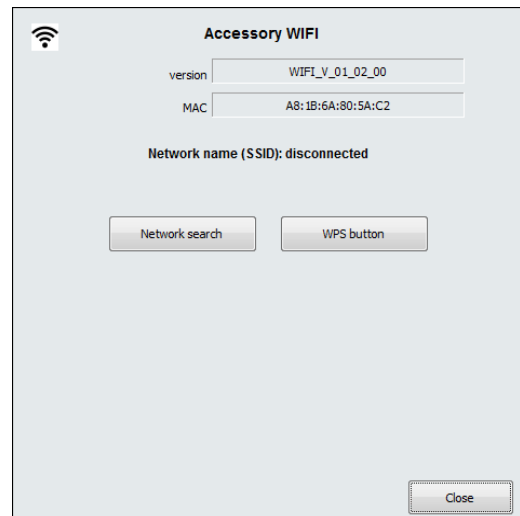 Accessory WIFI
version WIFI_V_01_02_00
MAC A8:1B:6A:80:5A:C2
Network name (SSID): disconnected
Network search WPS button
Close